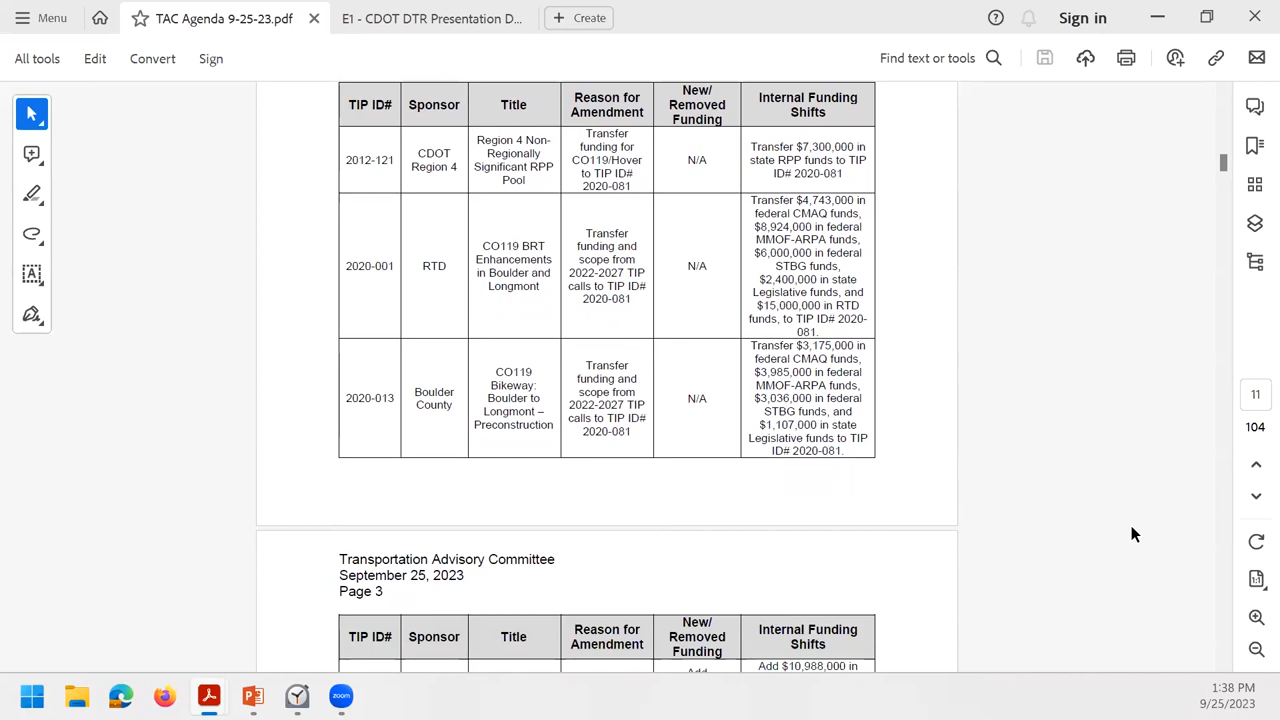 Menu
TAC Agenda 9-25-23.pdf
E1 - CDOT DTR Presentation D...
Create
Sign in
All tools
Edit
Convert
Sign
Find text or tools
TIP ID#
Sponsor
Title
Reason for
Amendment
New/
Removed
Funding
Internal Funding
Shifts
2012-121
CDOT
Region 4
Region 4 Non-
Regionally
Significant RPP
Pool
Transfer
funding for
CO119/Hover
to TIP ID#
2020-081
N/A
Transfer $7,300,000 in
state RPP funds to TIP
ID# 2020-081
2020-001
RTD
CO119 BRT
Enhancements
in Boulder and
Longmont
Transfer
funding and
scope from
2022-2027 TIP
calls to TIP ID#
2020-081
N/A
Transfer $4,743,000 in
federal CMAQ funds,
$8,924,000 in federal
MMOF-ARPA funds,
$6,000,000 in federal
STBG funds,
$2,400,000 in state
Legislative funds, and
$15,000,000 in RTD
funds, to TIP ID# 2020-
081.
2020-013
Boulder
County
CO119
Bikeway:
Boulder to
Longmont –
Preconstruction
Transfer
funding and
scope from
2022-2027 TIP
calls to TIP ID#
2020-081
N/A
Transfer $3,175,000 in
federal CMAQ funds,
$3,985,000 in federal
MMOF-ARPA funds,
$3,036,000 in federal
STBG funds, and
$1,107,000 in state
Legislative funds to TIP
ID# 2020-081.
Transportation Advisory Committee
September 25, 2023
Page 3
TIP ID#
Sponsor
Title
Reason for
Amendment
New/
Removed
Funding
Internal Funding
Shifts
Add
Add $10,988,000 in
11
104
1:1
zoom
1:38 PM
9/25/2023